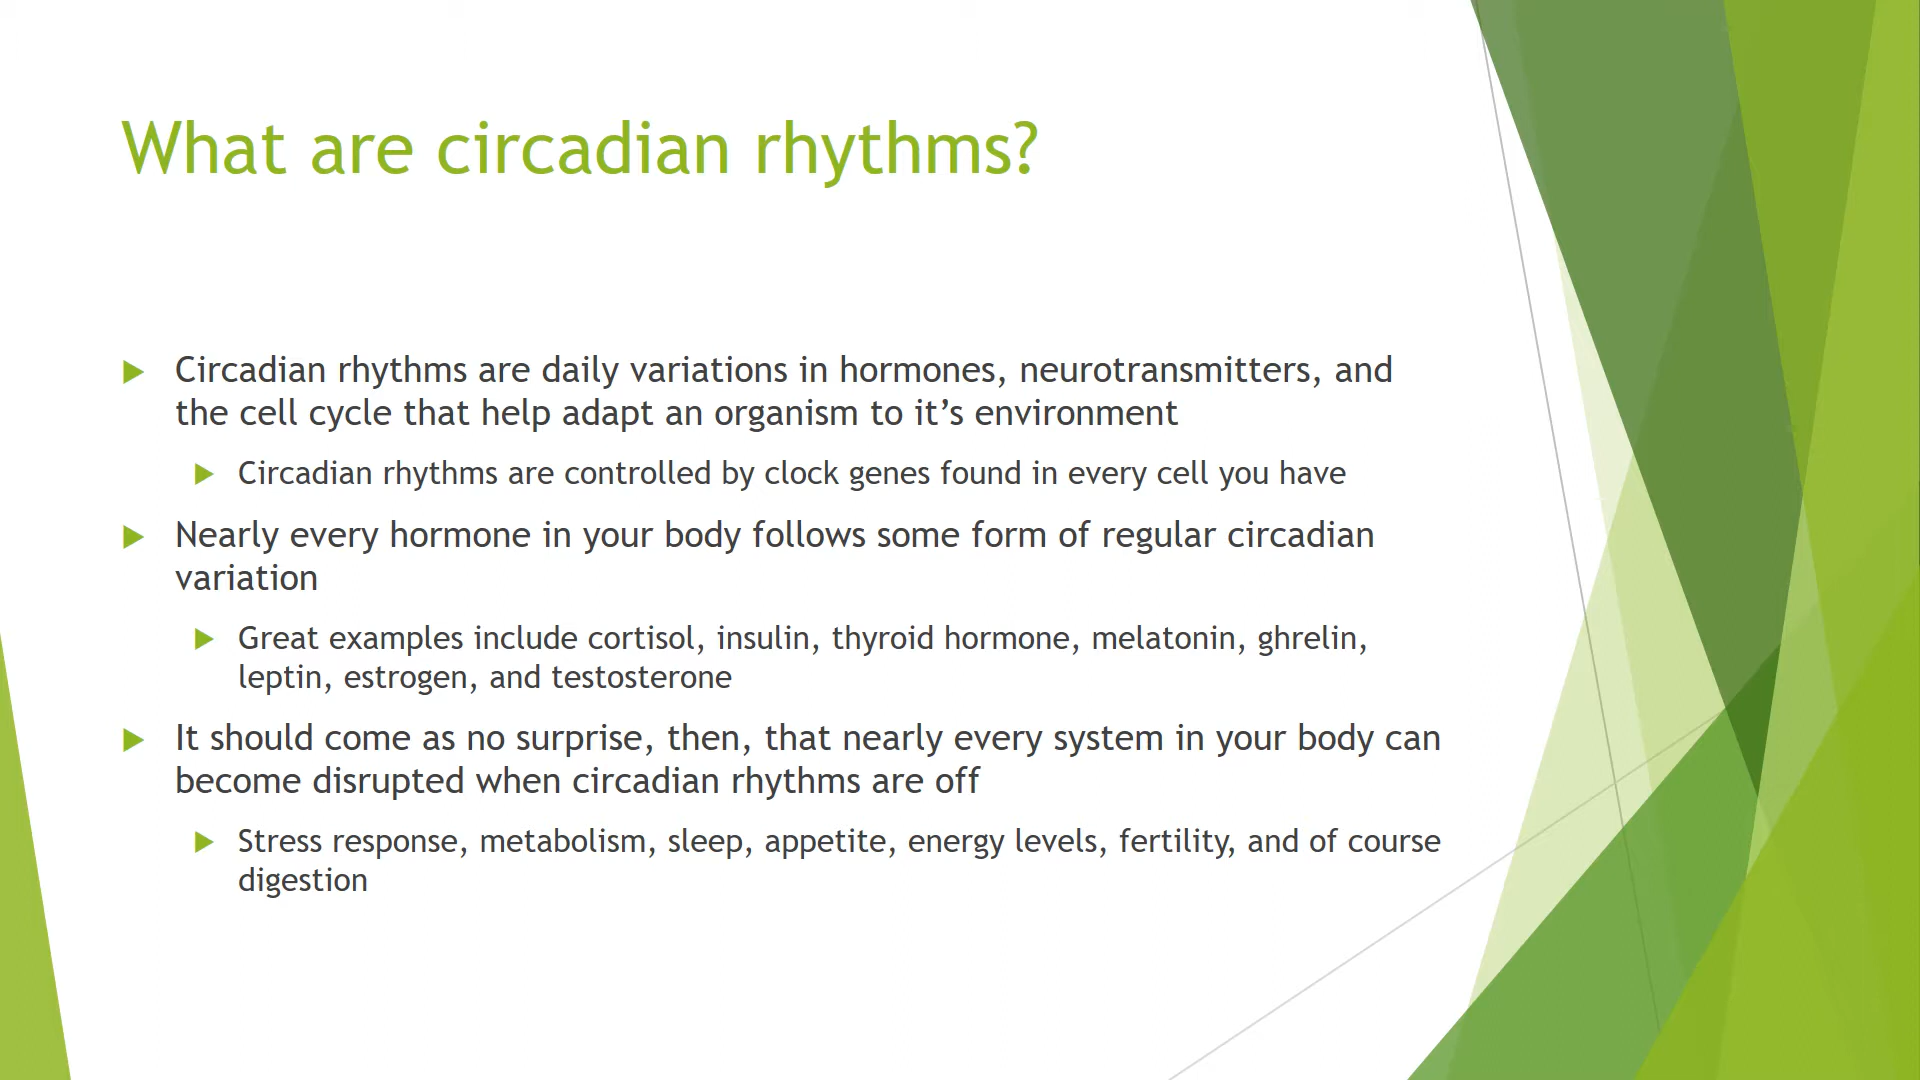 What are circadian rhythms?
Circadian rhythms are daily variations in hormones, neurotransmitters, and
the cell cycle that help adapt an organism to it’s environment
Circadian rhythms are controlled by clock genes found in every cell you have
Nearly every hormone in your body follows some form of regular circadian
variation
Great examples include cortisol, insulin, thyroid hormone, melatonin, ghrelin,
leptin, estrogen, and testosterone
It should come as no surprise, then, that nearly every system in your body can
become disrupted when circadian rhythms are off
Stress response, metabolism, sleep, appetite, energy levels, fertility, and of course
digestion